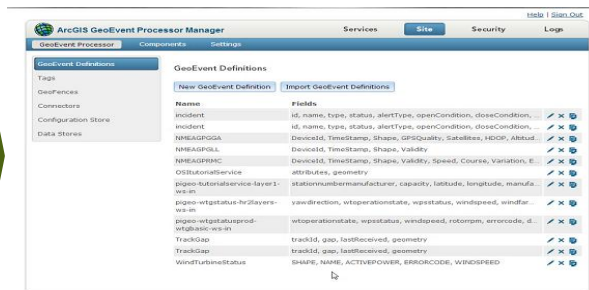 Help | Sign Out
ArcGIS GeoEvent Processor Manager
Services Site Security Logs
GeoEvent Processor Components Settings
GeoEvent Definitions
Tags
GeoFences
Connectors
Configuration Store
Data Stores
GeoEvent Definitions
New GeoEvent Definition Import GeoEvent Definitions
Name Fields
incident id, name, type, status, alertType, openCondition, closeCondition, ...
incident id, name, type, status, alertType, openCondition, closeCondition, ...
NMEAGPGGA DeviceId, TimeStamp, Shape, GPSQuality, Satellites, HDOP, Altitud...
NMEAGPGLL DeviceId, TimeStamp, Shape, Validity
NMEAGPRMC DeviceId, TimeStamp, Shape, Validity, Speed, Course, Variation, E...
OSItutorialService attributes, geometry
pigeo-tutorialservice-layer1- stationnumbermanufacturer, capacity, latitude, longitude, manufa...
ws-in
pigeo-wtgstatus-hr2layers- yawdirection, wtoperationstate, wpsstatus, windspeed, windfar...
ws-in
pigeo-wtgstatusprod- wtoperationstate, wpsstatus, windspeed, rotorrpm, errorcode, d...
wtgbasic-ws-in
TrackGap trackId, gap, lastReceived, geometry
TrackGap trackId, gap, lastReceived, geometry
WindTurbineStatus SHAPE, NAME, ACTIVEPOWER, ERRORCODE, WINDSPEED